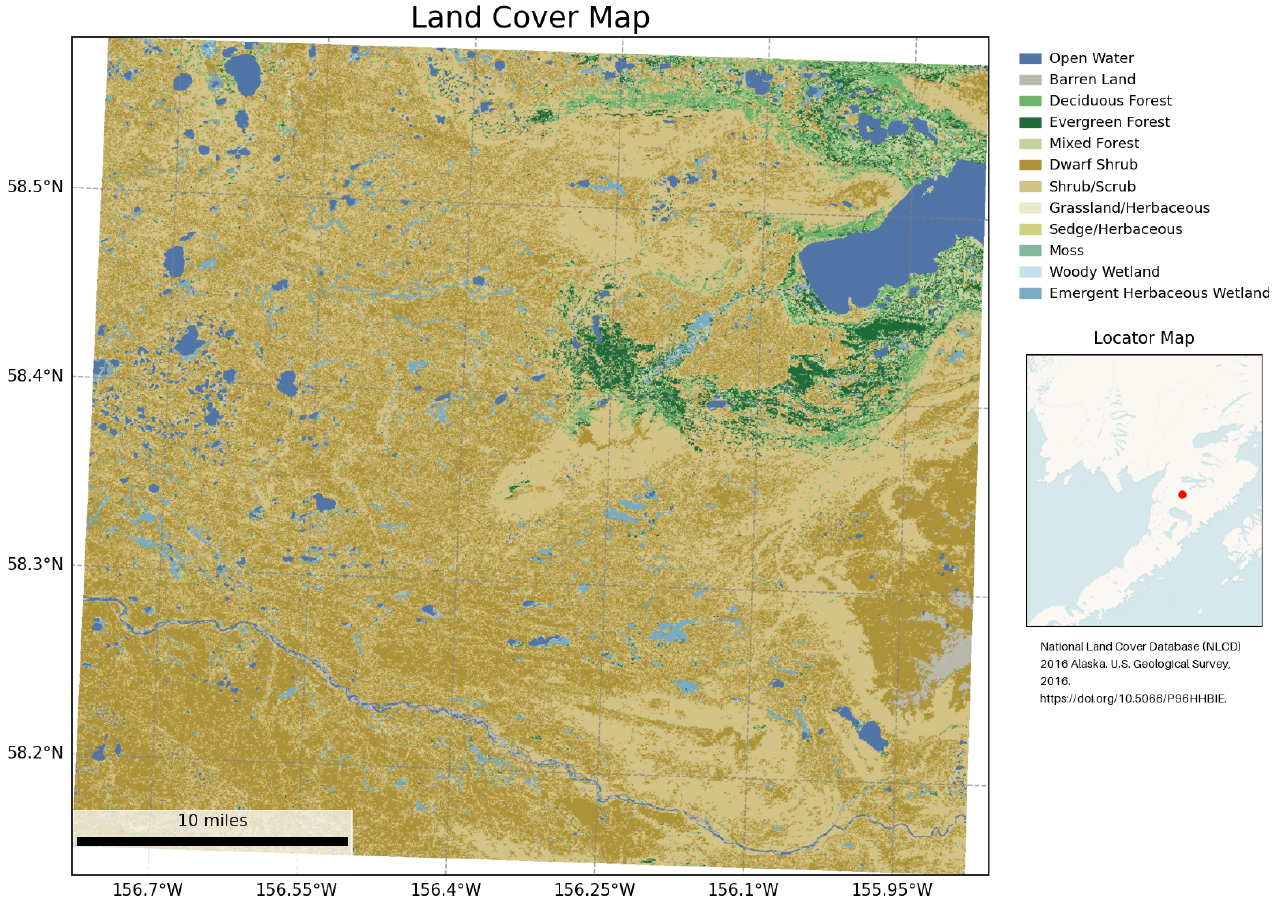 Land Cover Map
58.5°N
58.4°N
58.3°N
58.2°N
10 miles
156.7°W
156.55°W
156.4°W
156.25°W
156.1°W
155.95°W
Open Water
Barren Land
Deciduous Forest
Evergreen Forest
Mixed Forest
Dwarf Shrub
Shrub/Scrub
Grassland/Herbaceous
Sedge/Herbaceous
Moss
Woody Wetland
Emergent Herbaceous Wetland
Locator Map
National Land Cover Database (NLCD)
2016 Alaska. U.S. Geological Survey,
2016.
https://doi.org/10.5066/P96HHBIE.